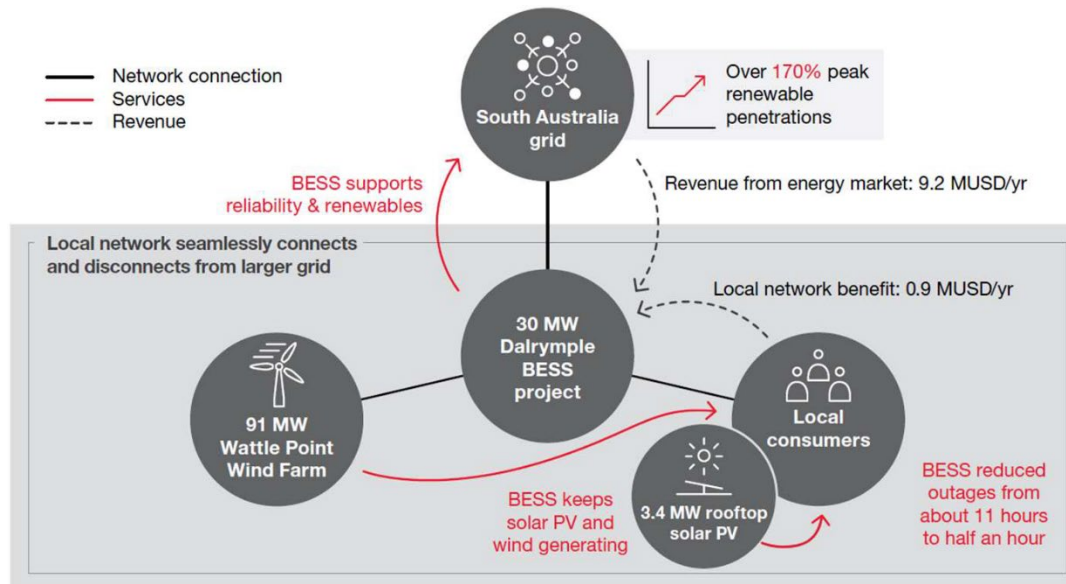 Network connection
Services
Revenue
South Australia
grid
Over 170% peak
renewable
penetrations
BESS supports
reliability & renewables
Revenue from energy market: 9.2 MUSD/yr
Local network seamlessly connects
and disconnects from larger grid
Local network benefit: 0.9 MUSD/yr
30 MW
Dalrymple
BESS
project
91 MW
Wattle Point
Wind Farm
Local
consumers
BESS keeps
solar PV and
wind generating
3.4 MW rooftop
solar PV
BESS reduced
outages from
about 11 hours
to half an hour